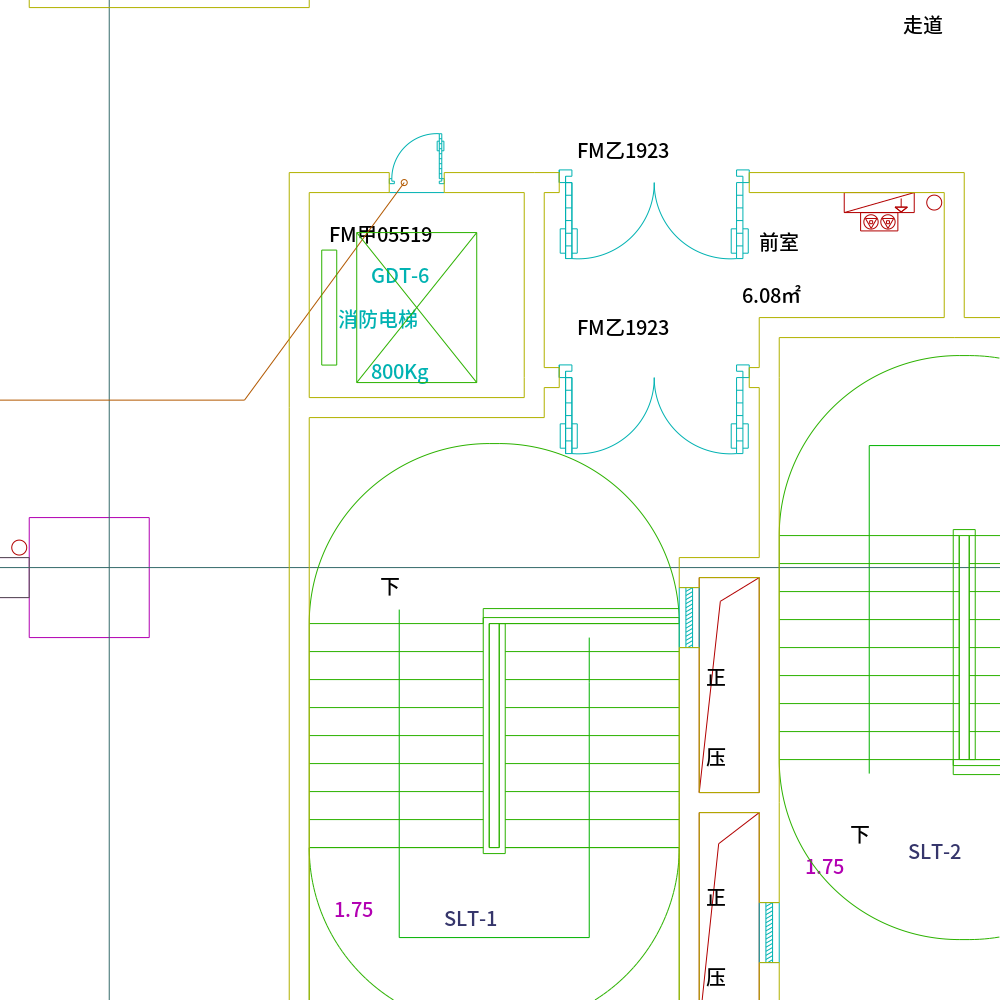 走道
FM乙1923
FM甲05519
前室
GDT-6
6.08㎡
消防电梯
FM乙1923
800Kg
下
正
压
下
SLT-2
1.75
正
1.75
SLT-1
压